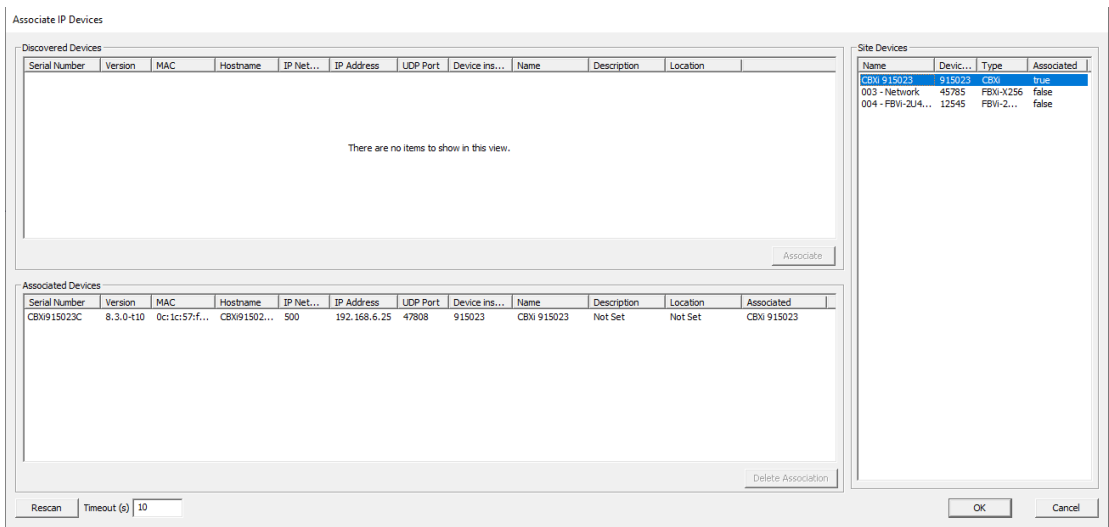 Associate IP Devices
Discovered Devices
Serial Number Version MAC Hostname IP Net... IP Address UDP Port Device ins... Name Description Location
There are no items to show in this view.
Associate
Associated Devices
Serial Number Version MAC Hostname IP Net... IP Address UDP Port Device ins... Name Description Location Associated
CBXi915023C 8.3.0-t10 0c:1c:57:f... CBXi91502... 500 192.168.6.25 47808 915023 CBXi 915023 Not Set Not Set CBXi 915023
Delete Association
Rescan Timeout (s) 10
Site Devices
Name Devic... Type Associated
CBXi 915023 915023 CBXi true
003 - Network 45785 FBXi-X256 false
004 - FBVi-2U4... 12545 FBVi-2... false
OK Cancel